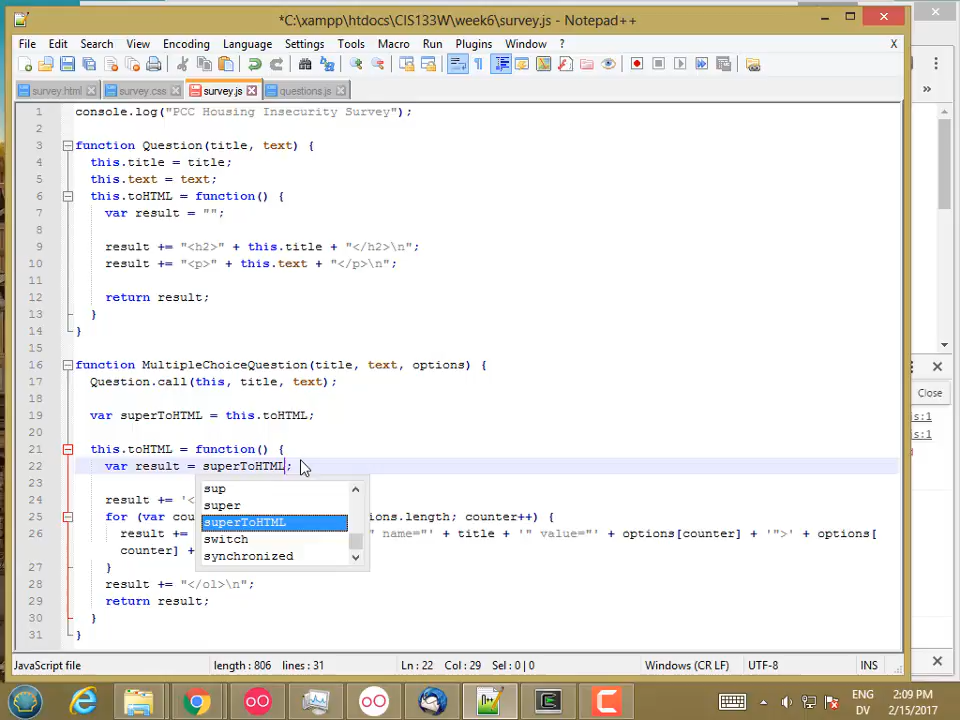 *C:\xampp\htdocs\CIS133W\week6\survey.js - Notepad++
File Edit Search View Encoding Language Settings Tools Macro Run Plugins Window ? X
survey.html survey.css survey.js questions.js
1 console.log("PCC Housing Insecurity Survey");
2
3 function Question(title, text) {
4 this.title = title;
5 this.text = text;
6 this.toHTML = function() {
7 var result = "";
8
9 result += "<h2>" + this.title + "</h2>\n";
10 result += "<p>" + this.text + "</p>\n";
11
12 return result;
13 }
14 }
15
16 function MultipleChoiceQuestion(title, text, options) {
17 Question.call(this, title, text);
18
19 var superToHTML = this.toHTML;
20
21 this.toHTML = function() {
22 var result = superToHTML;
23
24 result += '<
25 for (var cou ions.length; counter++) {
26 result += " name="' + title + '" value="' + options[counter] + '">' + options[
counter] +
27 }
28 result += "</ol>\n";
29 return result;
30 }
31 }
sup
super
superToHTML
switch
synchronized
Close
s:1
s:1
JavaScript file length : 806 lines : 31 Ln : 22 Col : 29 Sel : 0 | 0 Windows (CR LF) UTF-8 INS
ENG 2:09 PM
DV 2/15/2017